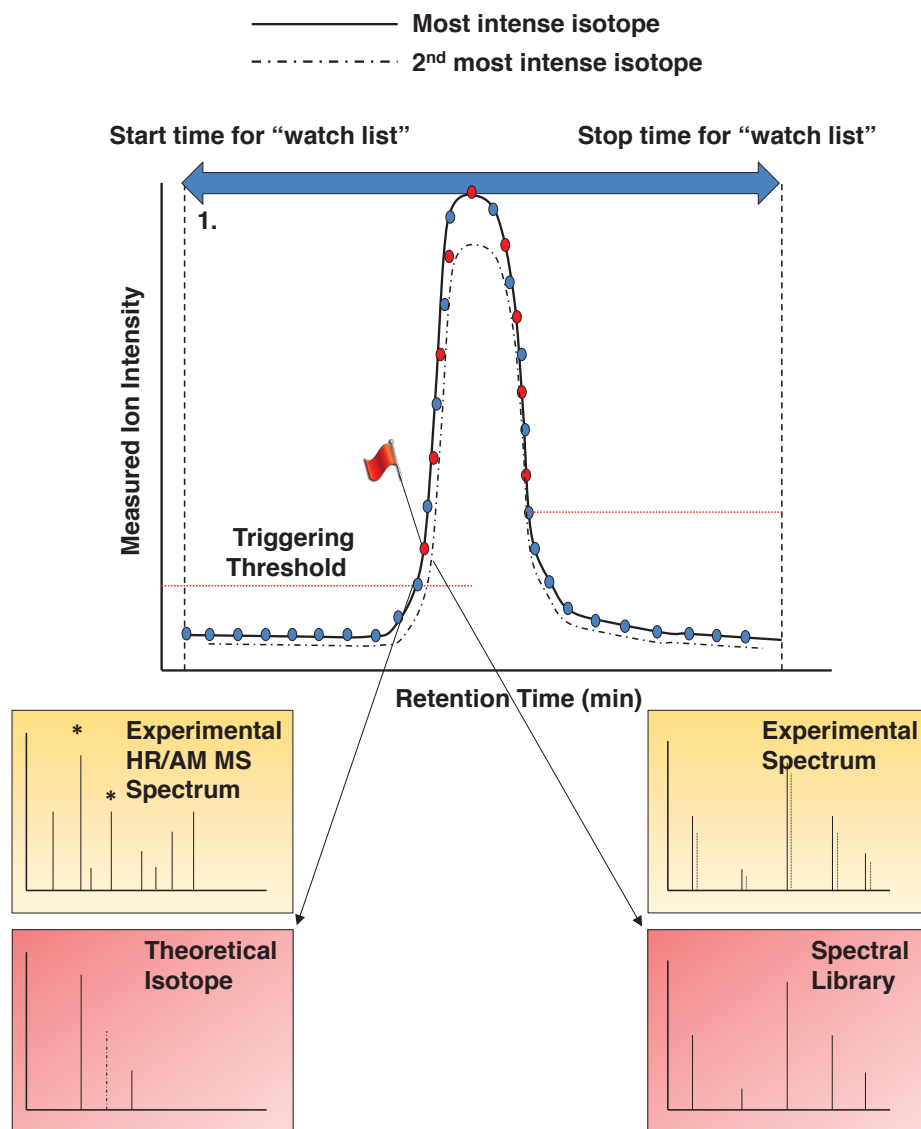 Most intense isotope
2nd most intense isotope
Start time for “watch list”
Stop time for “watch list”
1.
Measured Ion Intensity
Triggering
Threshold
Retention Time (min)
*
Experimental
HR/AM MS
Spectrum
*
Experimental
Spectrum
Theoretical
Isotope
Spectral
Library